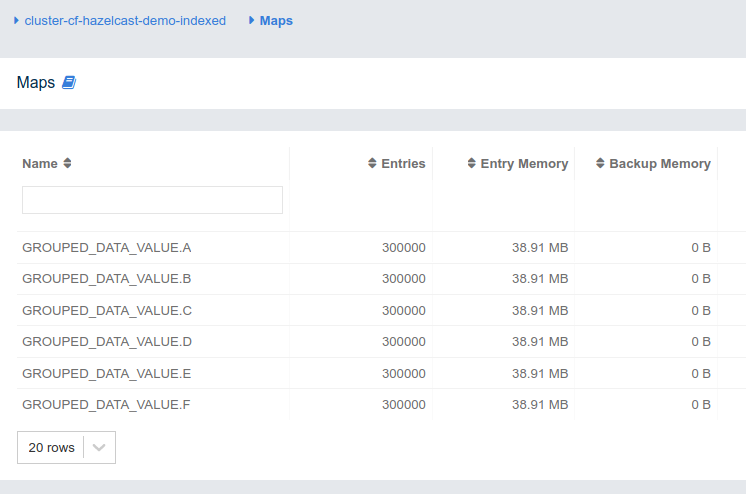 cluster-cf-hazelcast-demo-indexed Maps
Maps
Name Entries Entry Memory Backup Memory
GROUPED_DATA_VALUE.A 300000 38.91 MB 0 B
GROUPED_DATA_VALUE.B 300000 38.91 MB 0 B
GROUPED_DATA_VALUE.C 300000 38.91 MB 0 B
GROUPED_DATA_VALUE.D 300000 38.91 MB 0 B
GROUPED_DATA_VALUE.E 300000 38.91 MB 0 B
GROUPED_DATA_VALUE.F 300000 38.91 MB 0 B
20 rows